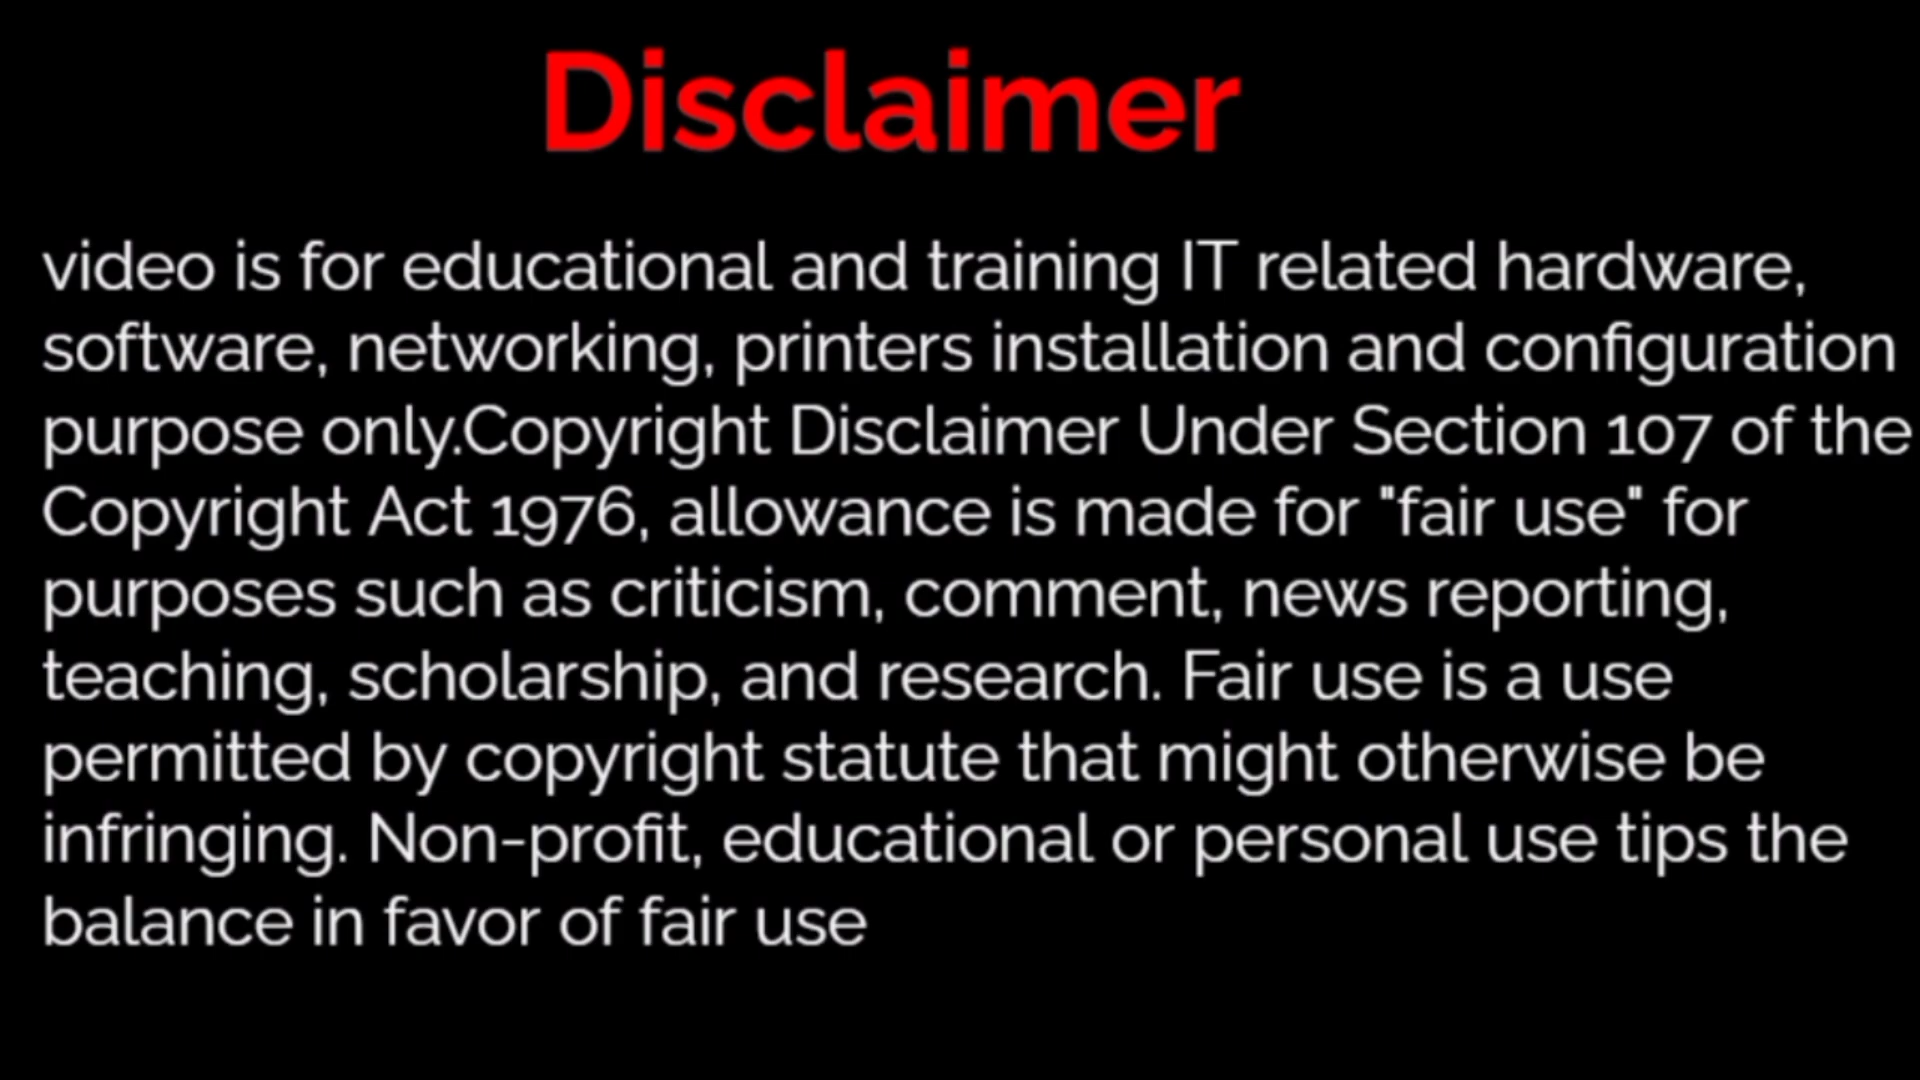 Disclaimer
video is for educational and training IT related hardware,
software, networking, printers installation and configuration
purpose only.Copyright Disclaimer Under Section 107 of the
Copyright Act 1976, allowance is made for "fair use" for
purposes such as criticism, comment, news reporting,
teaching, scholarship, and research. Fair use is a use
permitted by copyright statute that might otherwise be
infringing. Non-profit, educational or personal use tips the
balance in favor of fair use